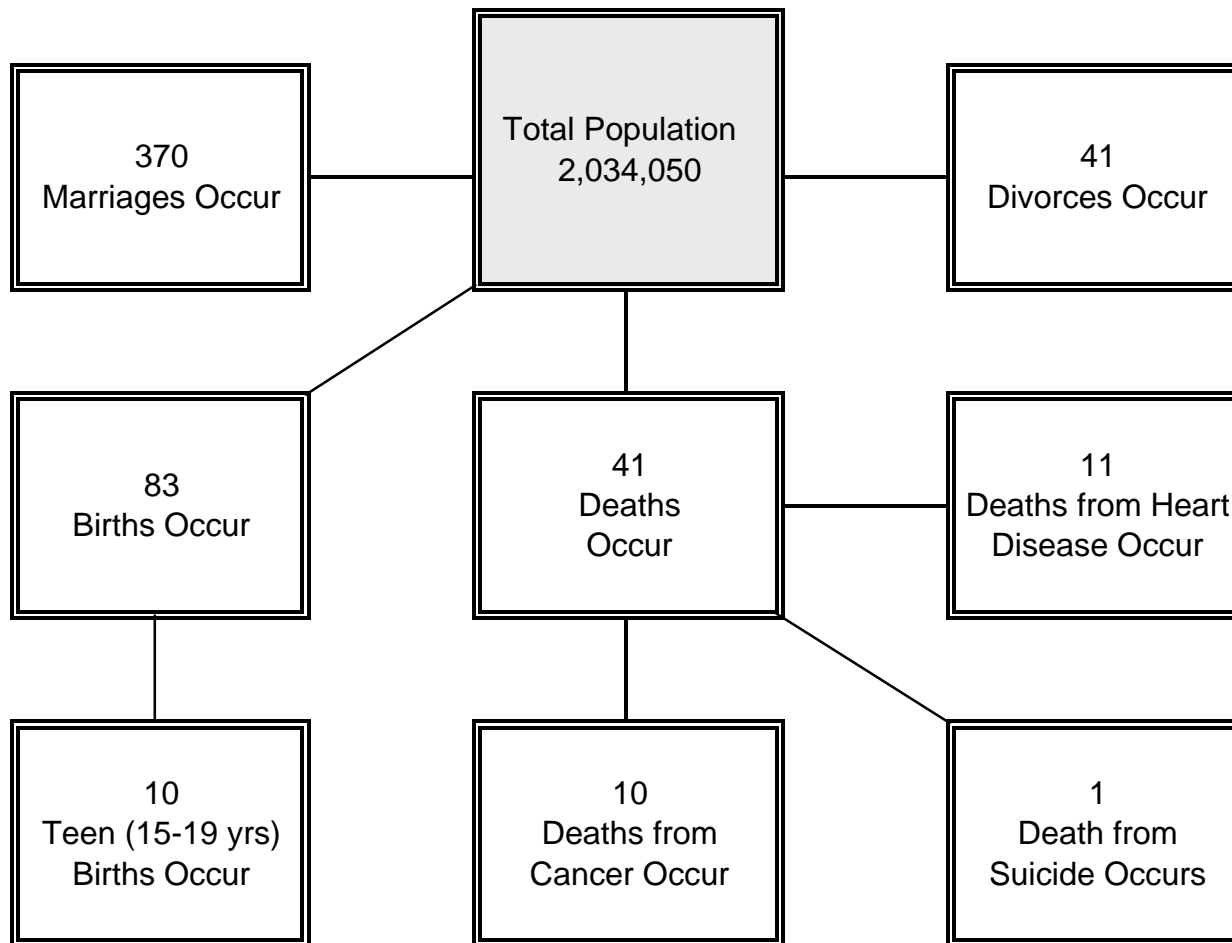 Total Population
2,034,050
370
Marriages Occur
41
Divorces Occur
83
Births Occur
41
Deaths
Occur
11
Deaths from Heart
Disease Occur
10
Teen (15-19 yrs)
Births Occur
10
Deaths from
Cancer Occur
1
Death from
Suicide Occurs